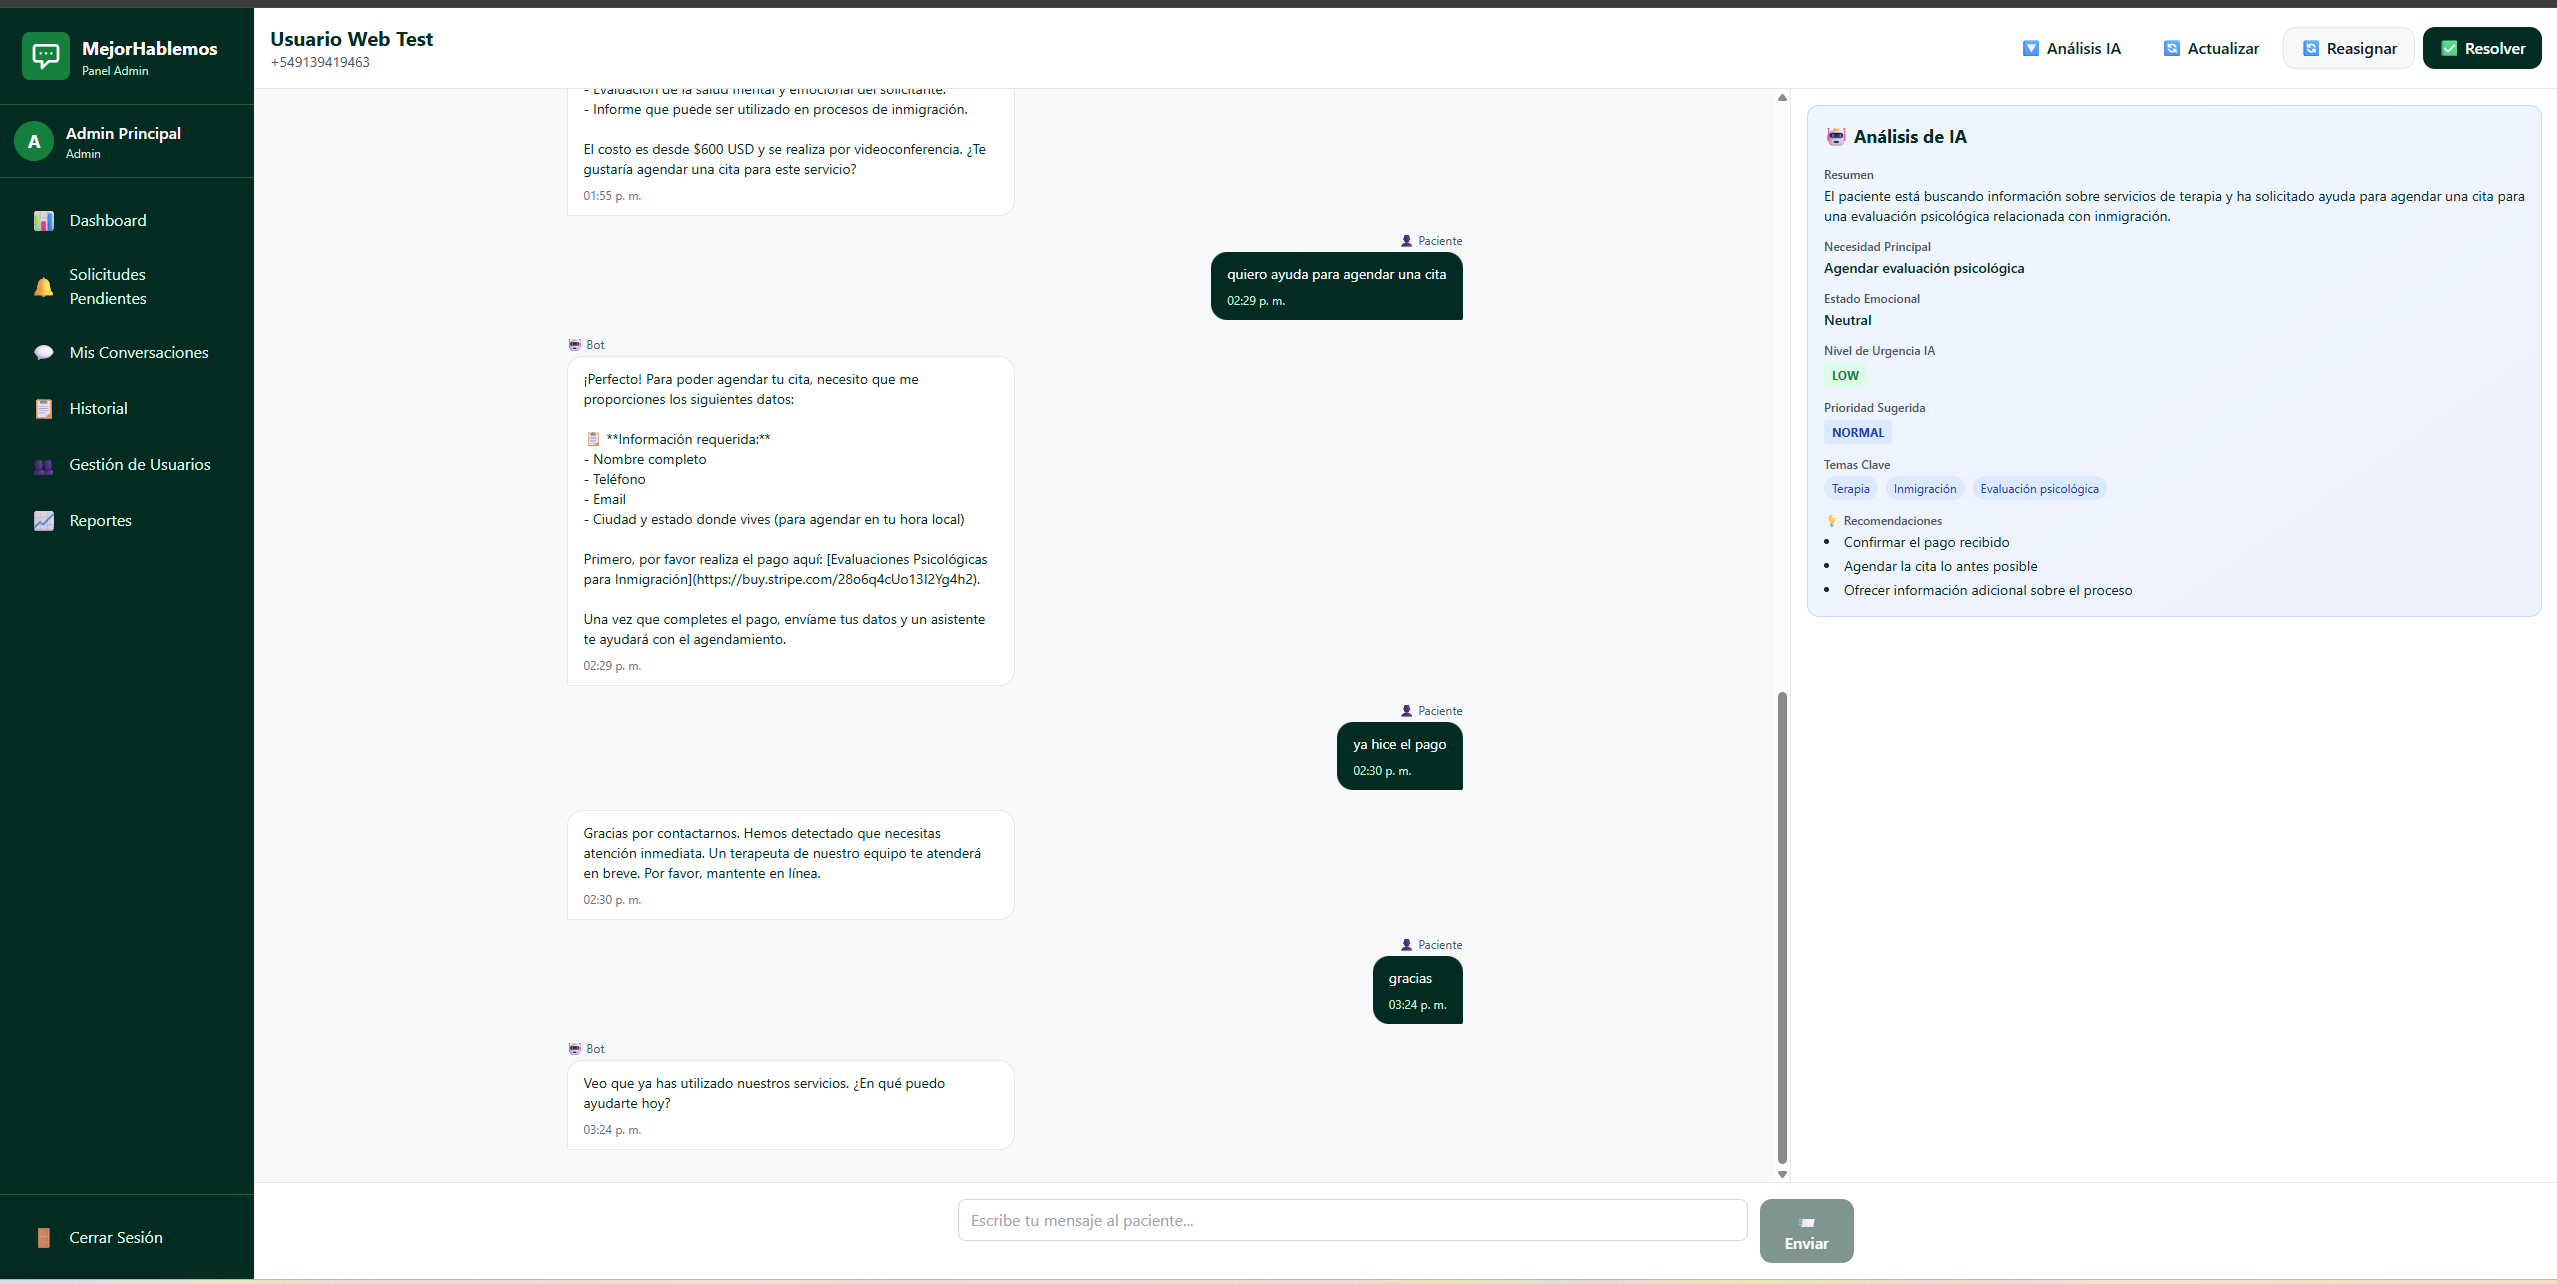 MejorHablemos
Panel Admin
A
Admin Principal
Admin
Dashboard
Solicitudes
Pendientes
Mis Conversaciones
Historial
Gestión de Usuarios
Reportes
Cerrar Sesión
Usuario Web Test
+549139419463
Análisis IA
Actualizar
Reasignar
Resolver
- Evaluación de la salud mental y emocional del solicitante.
- Informe que puede ser utilizado en procesos de inmigración.
El costo es desde $600 USD y se realiza por videoconferencia. ¿Te
gustaría agendar una cita para este servicio?
01:55 p. m.
Paciente
quiero ayuda para agendar una cita
02:29 p. m.
Bot
¡Perfecto! Para poder agendar tu cita, necesito que me
proporciones los siguientes datos:
**Información requerida:**
- Nombre completo
- Teléfono
- Email
- Ciudad y estado donde vives (para agendar en tu hora local)
Primero, por favor realiza el pago aquí: [Evaluaciones Psicológicas
para Inmigración](https://buy.stripe.com/28o6q4cUo13I2Yg4h2).
Una vez que completes el pago, envíame tus datos y un asistente
te ayudará con el agendamiento.
02:29 p. m.
Paciente
ya hice el pago
02:30 p. m.
Gracias por contactarnos. Hemos detectado que necesitas
atención inmediata. Un terapeuta de nuestro equipo te atenderá
en breve. Por favor, mantente en línea.
02:30 p. m.
Paciente
gracias
03:24 p. m.
Bot
Veo que ya has utilizado nuestros servicios. ¿En qué puedo
ayudarte hoy?
03:24 p. m.
Escribe tu mensaje al paciente...
Enviar
Análisis de IA
Resumen
El paciente está buscando información sobre servicios de terapia y ha solicitado ayuda para agendar una cita para
una evaluación psicológica relacionada con inmigración.
Necesidad Principal
Agendar evaluación psicológica
Estado Emocional
Neutral
Nivel de Urgencia IA
LOW
Prioridad Sugerida
NORMAL
Temas Clave
Terapia Inmigración Evaluación psicológica
Recomendaciones
• Confirmar el pago recibido
• Agendar la cita lo antes posible
• Ofrecer información adicional sobre el proceso